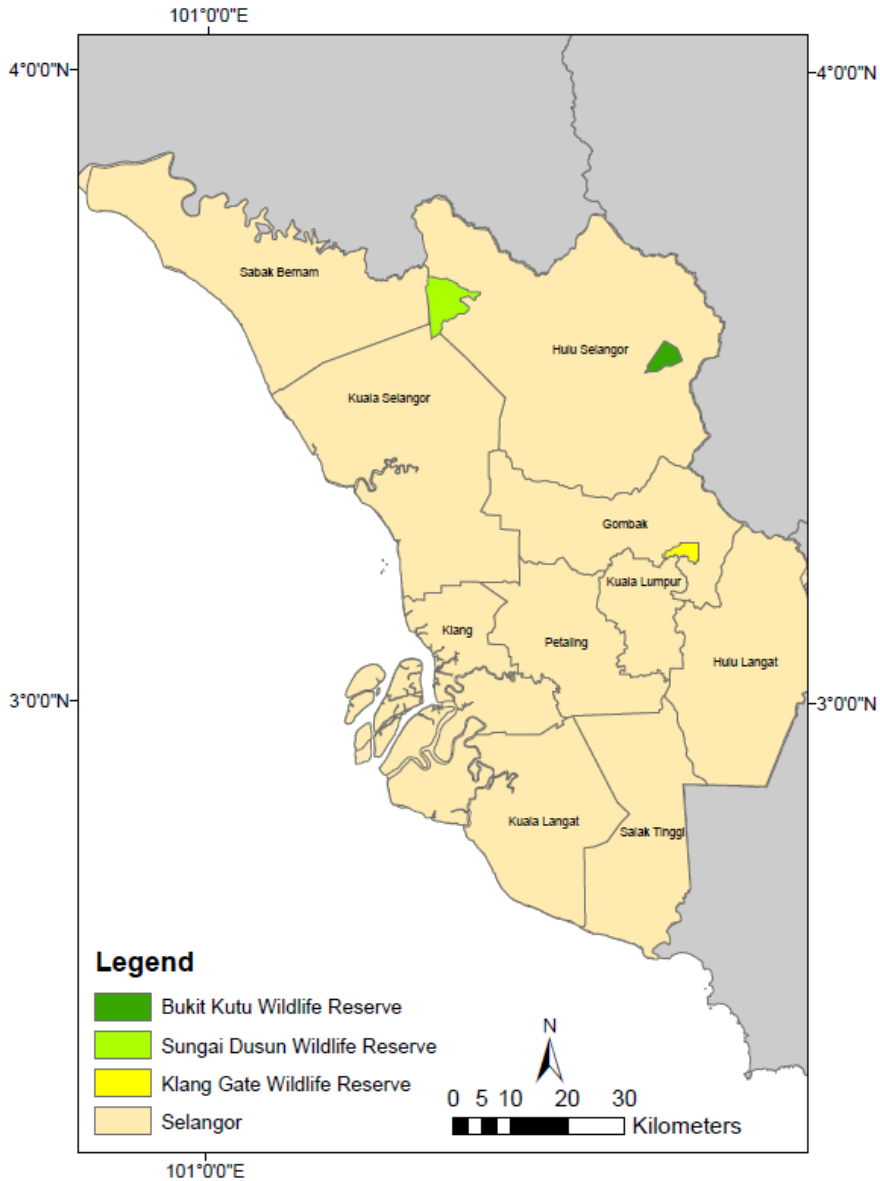 101°0'0"E
4°0'0"N
4°0'0"N
Sabak Bernam
Hulu Selangor
Kuala Selangor
Gombak
Kuala Lumpur
Klang
Petaling
Hulu Langat
3°0'0"N
3°0'0"N
Kuala Langat
Salak Tinggi
Legend
Bukit Kutu Wildlife Reserve
Sungai Dusun Wildlife Reserve
Klang Gate Wildlife Reserve
Selangor
N
0 5 10 20 30
Kilometers
101°0'0"E